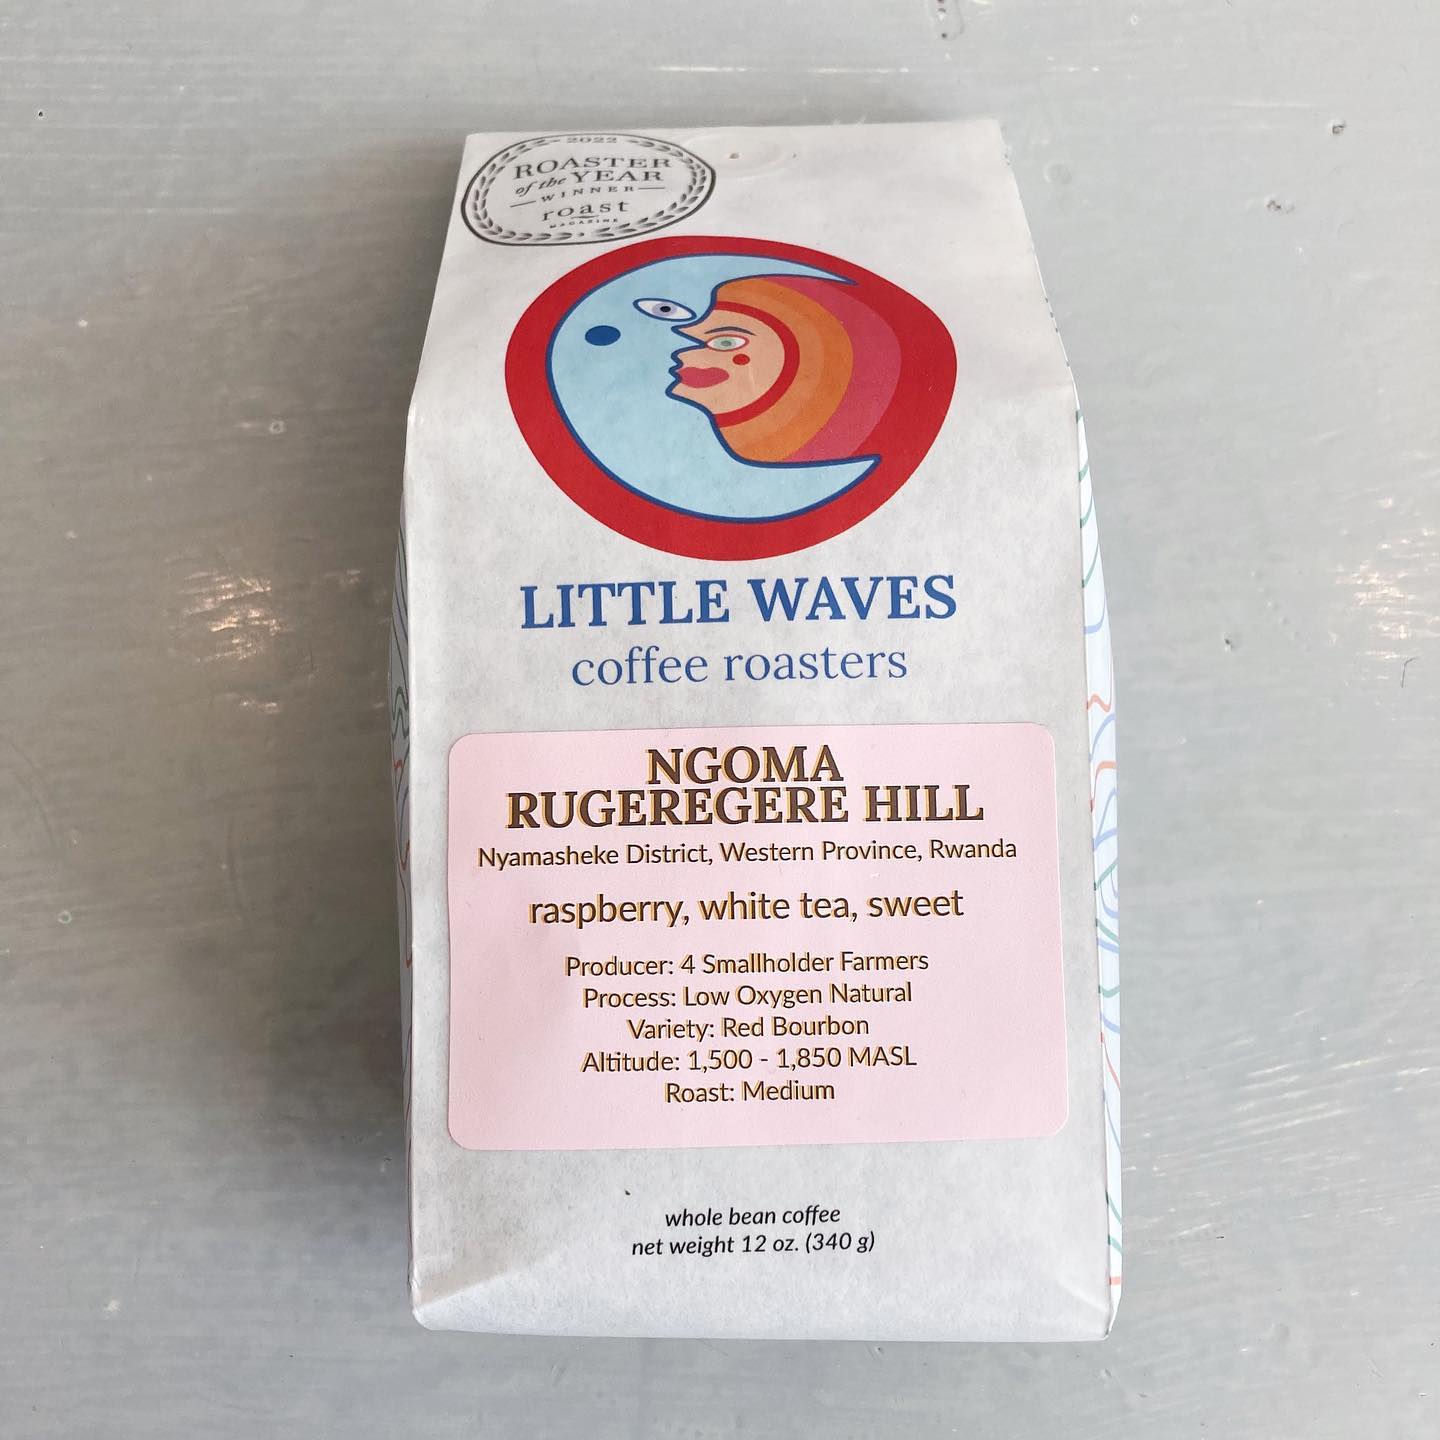 2022
ROASTER
of the YEAR
WINNER
roast
MAGAZINE
LITTLE WAVES
coffee roasters
NGOMA
RUGEREGERE HILL
Nyamasheke District, Western Province, Rwanda
raspberry, white tea, sweet
Producer: 4 Smallholder Farmers
Process: Low Oxygen Natural
Variety: Red Bourbon
Altitude: 1,500 - 1,850 MASL
Roast: Medium
whole bean coffee
net weight 12 oz. (340 g)